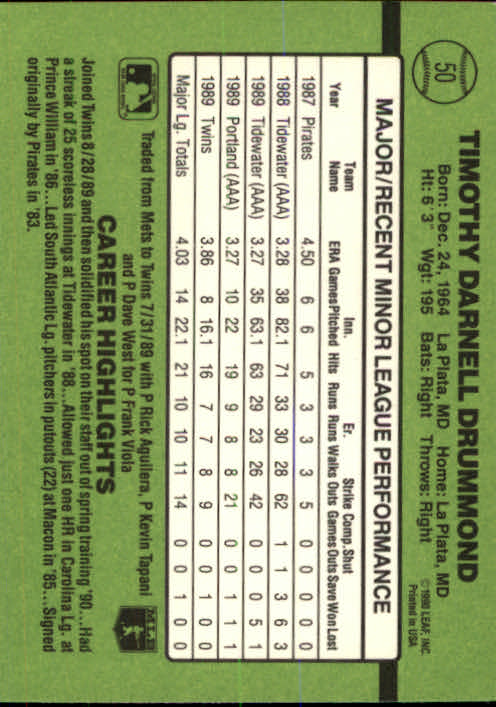 50
TIMOTHY DARNELL DRUMMOND
Born: Dec. 24, 1964 La Plata, MD Home: La Plata, MD
Ht: 6' 3" Wgt: 195 Bats: Right Throws: Right
© 1990 LEAF, INC.
Printed in USA
MAJOR/RECENT MINOR LEAGUE PERFORMANCE
Team Inn. Er. Strike Comp. Shut
Year Name ERA Games Pitched Hits Runs Runs Walks Outs Games Outs Save Won Lost
1987 Pirates 4.50 6 6 5 3 3 3 5 0 0 0 0 0
1988 Tidewater (AAA) 3.28 38 82.1 71 33 30 28 62 1 1 3 6 3
1989 Tidewater (AAA) 3.27 35 63.1 63 29 23 26 42 0 0 0 5 1
1989 Portland (AAA) 3.27 10 22 19 9 8 8 21 0 0 1 1 1
1989 Twins 3.86 8 16.1 16 7 7 8 9 0 0 1 0 0
Major Lg. Totals 4.03 14 22.1 21 10 10 11 14 0 0 1 0 0
Traded from Mets to Twins 7/31/89 with P Rick Aguilera, P Kevin Tapani
and P Dave West for P Frank Viola
MLB
CAREER HIGHLIGHTS
Joined Twins 8/28/89 and then solidified his spot on their staff out of spring training '90...Had
a streak of 25 scoreless innings at Tidewater in '88...Allowed just one HR in Carolina Lg. at
Prince William in '86...Led South Atlantic Lg. pitchers in putouts (22) at Macon in '85...Signed
originally by Pirates in '83.